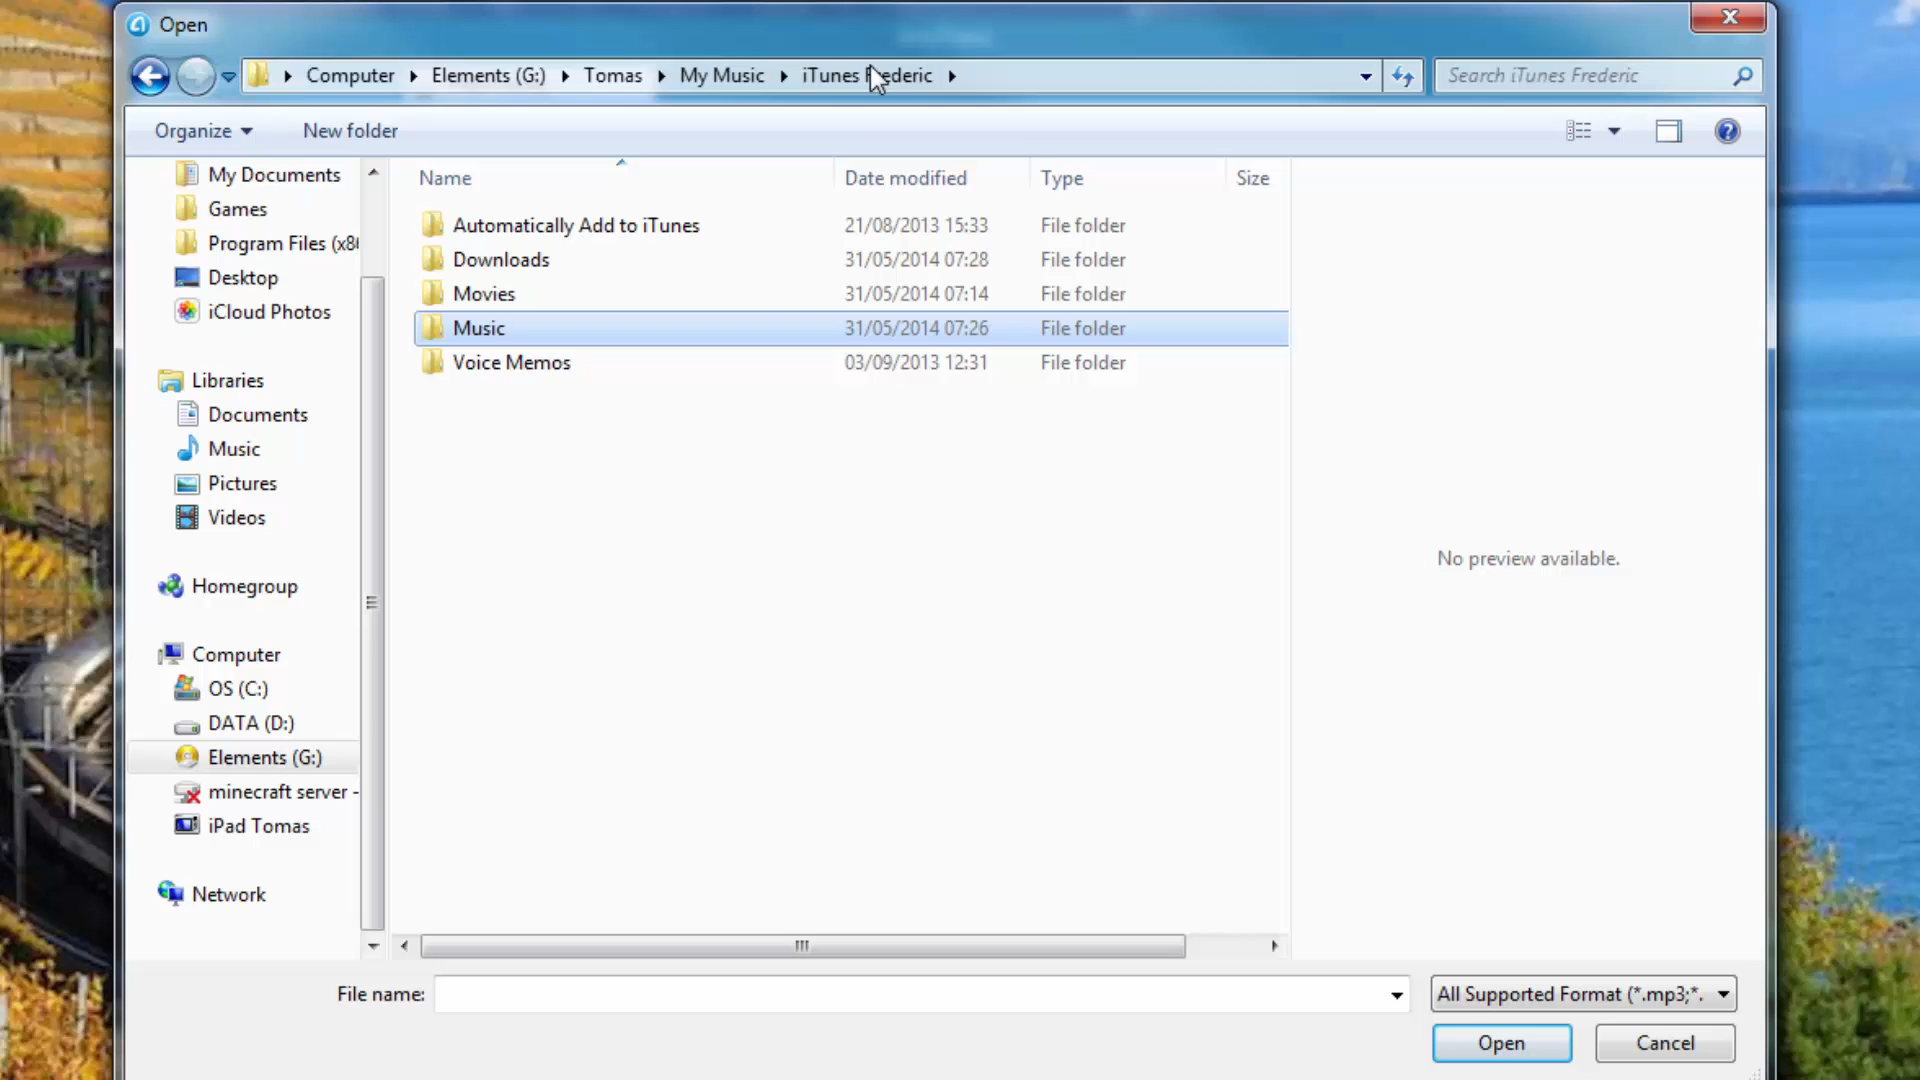 Open
Computer Elements (G:) Tomas My Music iTunes Frederic
Search iTunes Frederic
Organize New folder
My Documents
Games
Program Files (x8
Desktop
iCloud Photos
Libraries
Documents
Music
Pictures
Videos
Homegroup
Computer
OS (C:)
DATA (D:)
Elements (G:)
minecraft server -
iPad Tomas
Network
Name Date modified Type Size
Automatically Add to iTunes 21/08/2013 15:33 File folder
Downloads 31/05/2014 07:28 File folder
Movies 31/05/2014 07:14 File folder
Music 31/05/2014 07:26 File folder
Voice Memos 03/09/2013 12:31 File folder
No preview available.
File name: All Supported Format (*.mp3;*.
Open Cancel